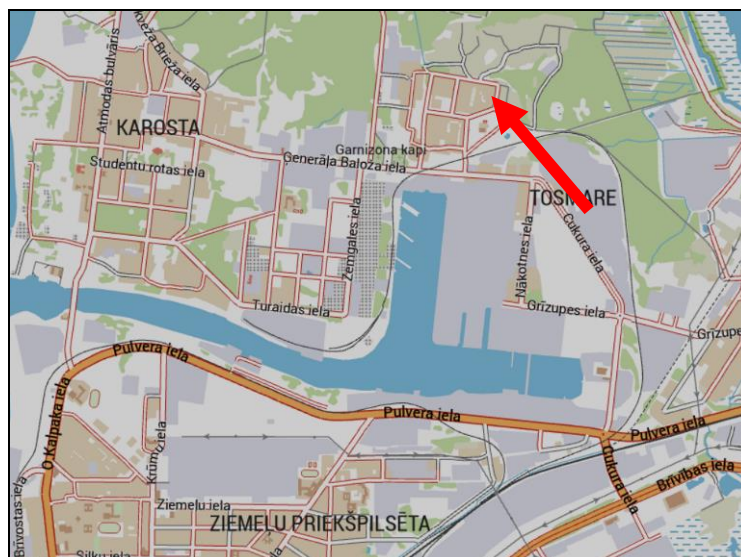 kveža Brieža iela
Atmodas bulvāris
KAROSTA
Garnizona kapi
Ģenerāļa Baloža iela
Studentu rotas iela
TOSMARE
Zemgales iela
Cukura iela
Nākotnes iela
Turaidas iela
Grīzupes iela
Grīzupe
Pulvera iela
O Kalpaka iela
Pulvera iela
Pulvera iela
Cukura iela
Brīvības iela
Krūmu iela
Ziemeļu iela
ZIEMEĻU PRIEKŠPILSĒTA
Brīvostas iela
Silku iela